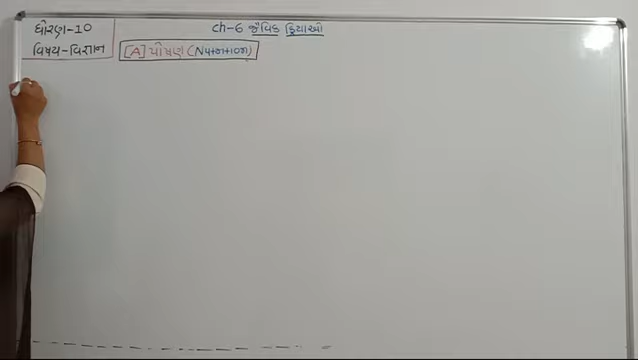 ધોરણ-10
વિષય-વિજ્ઞાન
ch-6 જૈવિક ક્રિયાઓ
[A] પોષણ (Nutrition)